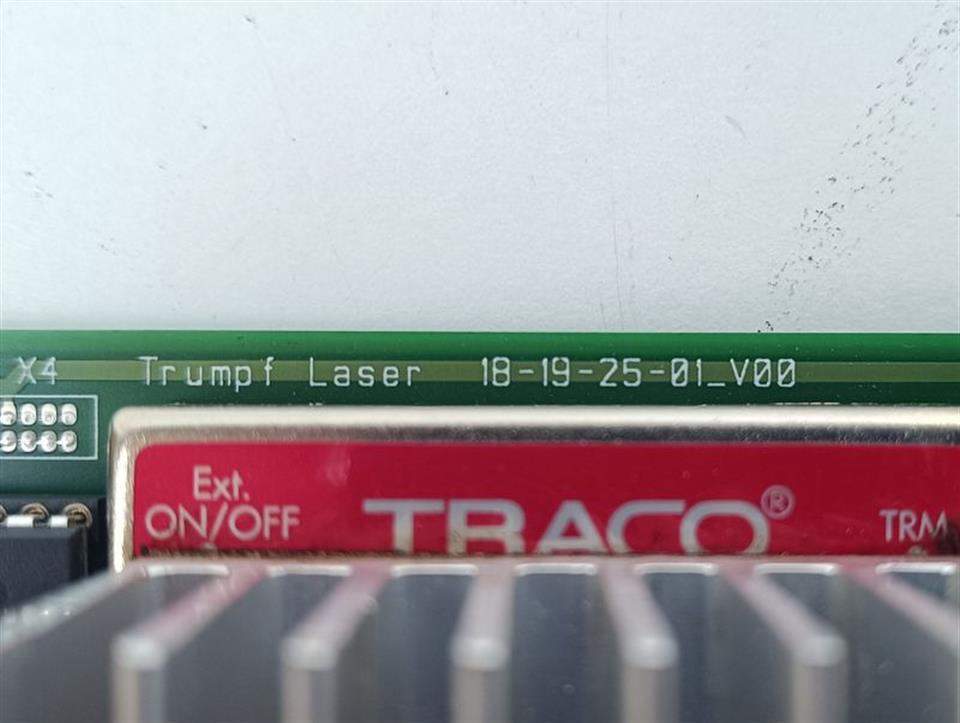 X4 Trumpf Laser 18-19-25-01_V00
Ext.
ON/OFF
TRACO®
TRM